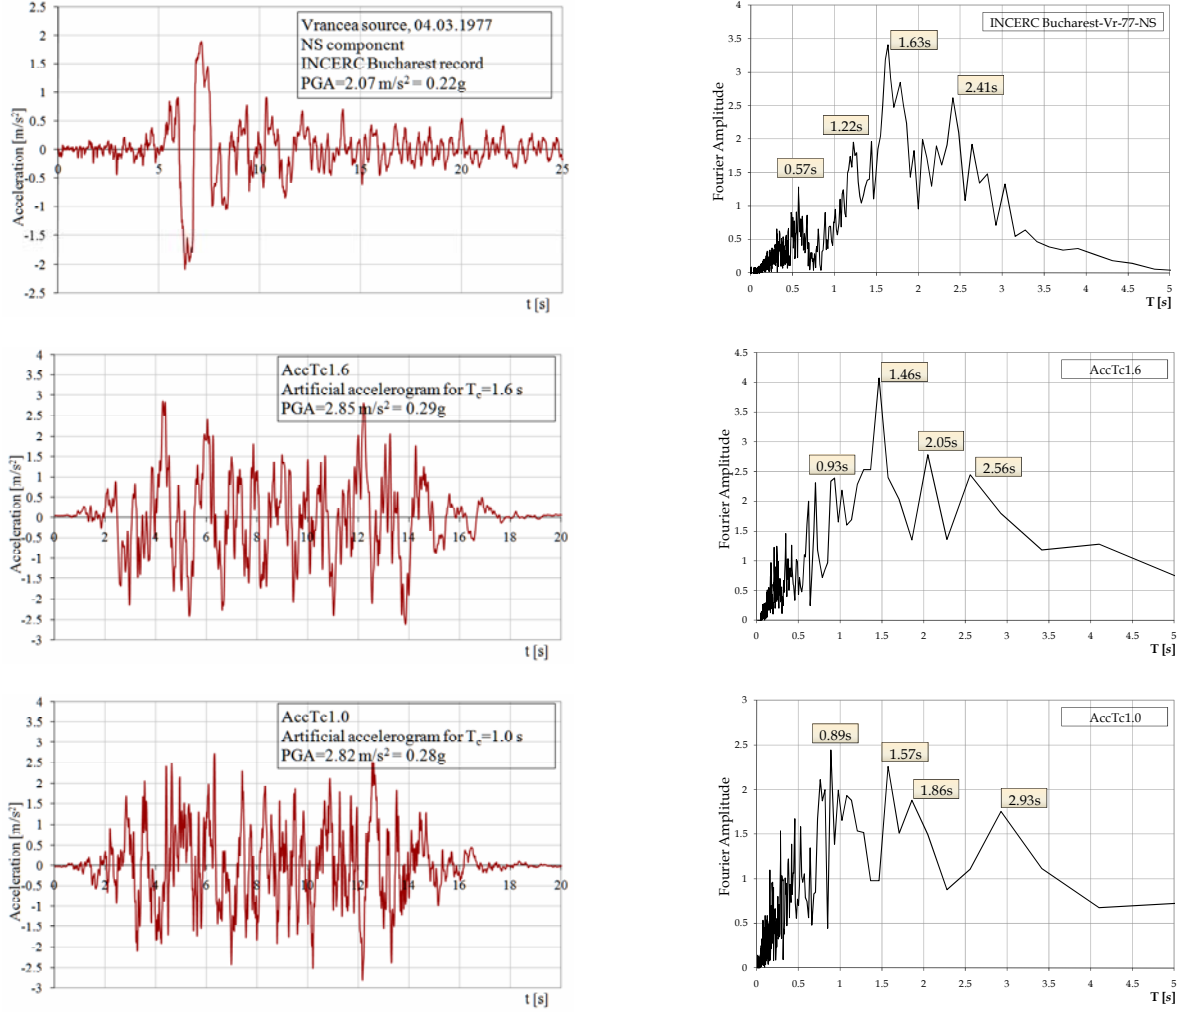 Vrancea source, 04.03.1977
NS component
INCERC Bucharest record
PGA=2.07 m/s² = 0.22g
Acceleration [m/s²]
2.5
2
1.5
1
0.5
0
-0.5
-1
-1.5
-2
-2.5
0
5
10
15
20
25
t [s]
INCERC Bucharest-Vr-77-NS
1.63s
2.41s
1.22s
0.57s
Fourier Amplitude
4
3.5
3
2.5
2
1.5
1
0.5
0
0 0.5 1 1.5 2 2.5 3 3.5 4 4.5 5
T [s]
AccTc1.6
Artificial accelerogram for Tc=1.6 s
PGA=2.85 m/s² = 0.29g
Acceleration [m/s²]
4
3.5
3
2.5
2
1.5
1
0.5
0
-0.5
-1
-1.5
-2
-2.5
-3
0 2 4 6 8 10 12 14 16 18 20
t [s]
AccTc1.6
1.46s
2.05s
0.93s
2.56s
Fourier Amplitude
4.5
4
3.5
3
2.5
2
1.5
1
0.5
0
0 0.5 1 1.5 2 2.5 3 3.5 4 4.5 5
T [s]
AccTc1.0
Artificial accelerogram for Tc=1.0 s
PGA=2.82 m/s² = 0.28g
Acceleration [m/s²]
4
3.5
3
2.5
2
1.5
1
0.5
0
-0.5
-1
-1.5
-2
-2.5
-3
0 2 4 6 8 10 12 14 16 18 20
t [s]
AccTc1.0
0.89s
1.57s
1.86s
2.93s
Fourier Amplitude
3
2.5
2
1.5
1
0.5
0
0 0.5 1 1.5 2 2.5 3 3.5 4 4.5 5
T [s]